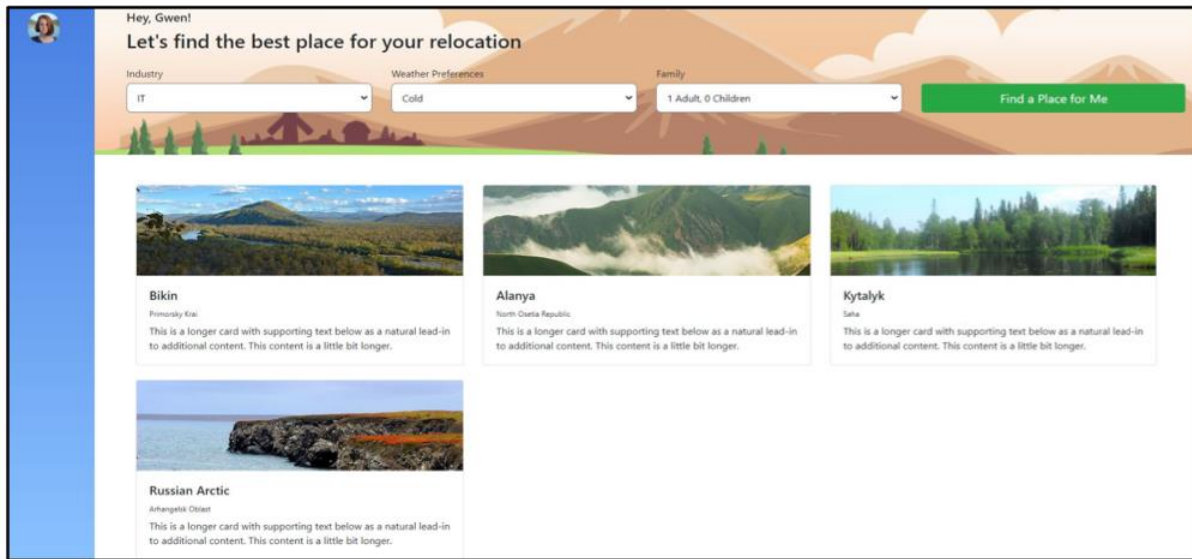 Hey, Gwen!
Let's find the best place for your relocation
Industry
Weather Preferences
Family
IT
Cold
1 Adult, 0 Children
Find a Place for Me
Bikin
Primorsky Krai
This is a longer card with supporting text below as a natural lead-in
to additional content. This content is a little bit longer.
Alanya
North Osetia Republic
This is a longer card with supporting text below as a natural lead-in
to additional content. This content is a little bit longer.
Kytalyk
Saha
This is a longer card with supporting text below as a natural lead-in
to additional content. This content is a little bit longer.
Russian Arctic
Arhangelsk Oblast
This is a longer card with supporting text below as a natural lead-in
to additional content. This content is a little bit longer.